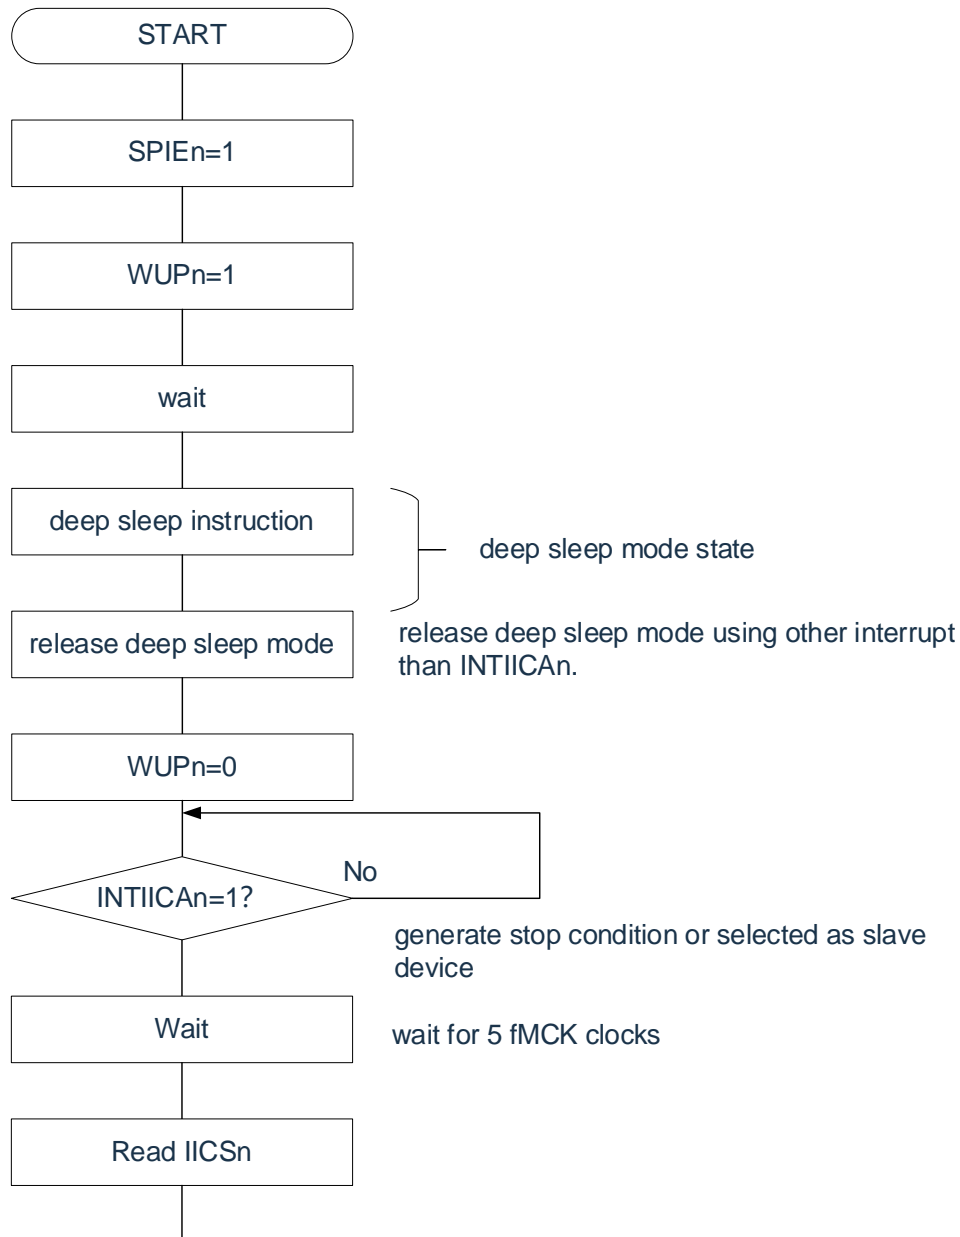 START
SPIEn=1
WUPn=1
wait
deep sleep instruction
deep sleep mode state
release deep sleep mode
release deep sleep mode using other interrupt
than INTIICAn.
WUPn=0
No
INTIICAn=1?
generate stop condition or selected as slave
device
Wait
wait for 5 fMCK clocks
Read IICSn